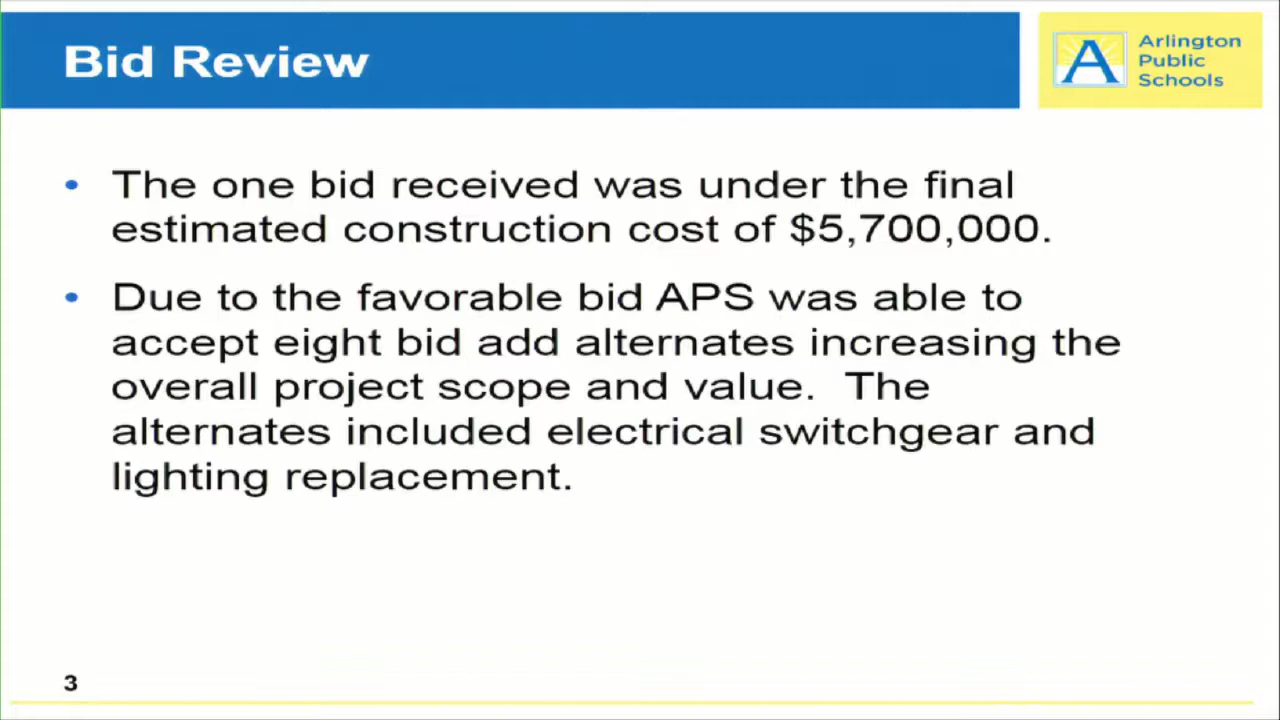 Bid Review
A
Arlington
Public
Schools
• The one bid received was under the final
estimated construction cost of $5,700,000.
• Due to the favorable bid APS was able to
accept eight bid add alternates increasing the
overall project scope and value.  The
alternates included electrical switchgear and
lighting replacement.
3